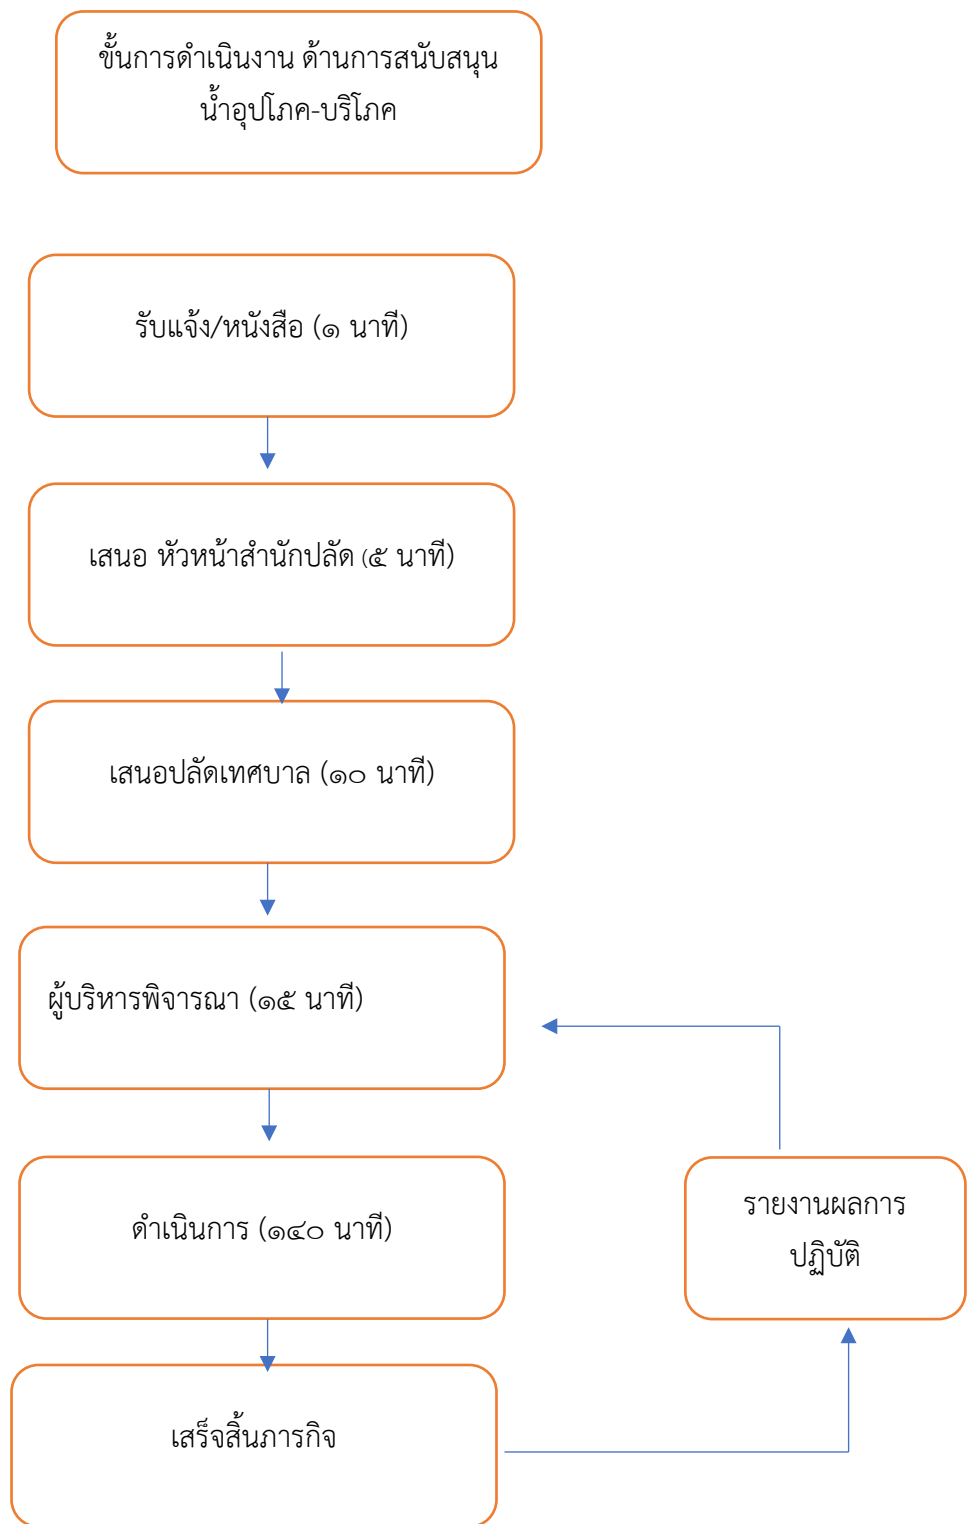 ขั้นการดำเนินงาน ด้านการสนับสนุน
น้ำอุปโภค-บริโภค
รับแจ้ง/หนังสือ (๑ นาที)
เสนอ หัวหน้าสำนักปลัด (๕ นาที)
เสนอปลัดเทศบาล (๑๐ นาที)
ผู้บริหารพิจารณา (๑๕ นาที)
ดำเนินการ (๑๔๐ นาที)
รายงานผลการ
ปฏิบัติ
เสร็จสิ้นภารกิจ